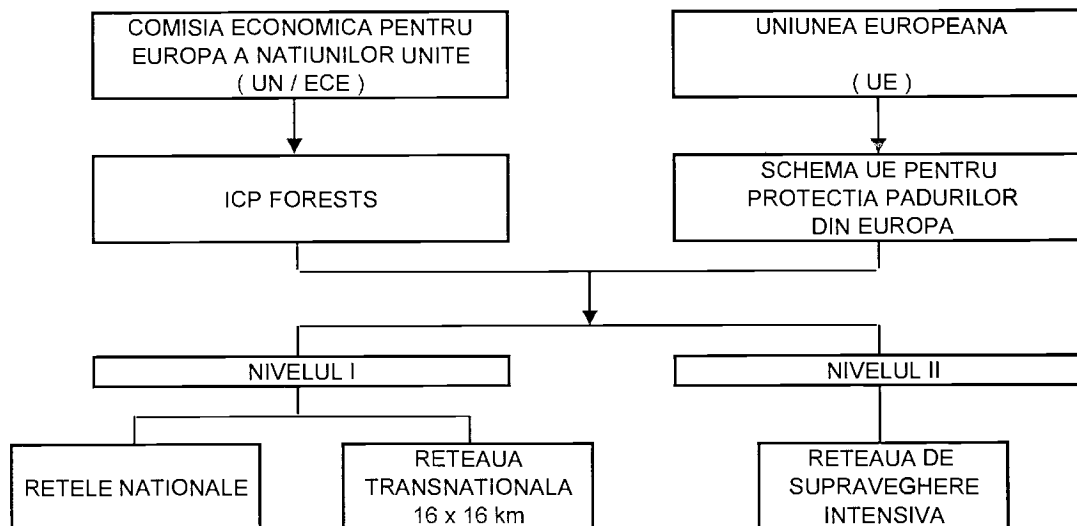 COMISIA ECONOMICA PENTRU
EUROPA A NATIUNILOR UNITE
( UN / ECE )
UNIUNEA EUROPEANA
( UE )
ICP FORESTS
SCHEMA UE PENTRU
PROTECTIA PADURILOR
DIN EUROPA
NIVELUL I
NIVELUL II
RETELE NATIONALE
RETEAUA
TRANSNATIONALA
16 x 16 km
RETEAUA DE
SUPRAVEGHERE
INTENSIVA